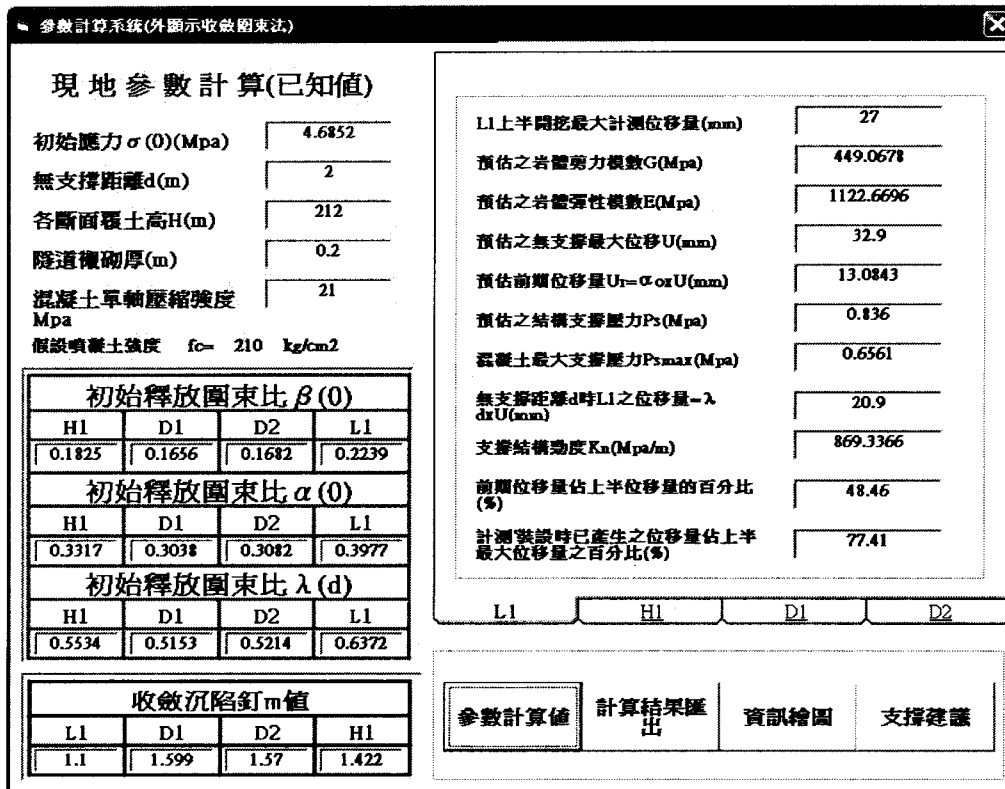 參數計算系統(外顯示收斂圍束法)
現地參數計算(已知值)
初始應力σ(0)(Mpa) 4.6852
無支撐距離d(m) 2
各斷面覆土高H(m) 212
隧道襯砌厚(m) 0.2
混凝土單軸壓縮強度 21
Mpa
假設噴凝土強度 fc= 210 kg/cm2
初始釋放圍束比β(0)
H1 D1 D2 L1
0.1825 0.1656 0.1682 0.2239
初始釋放圍束比α(0)
H1 D1 D2 L1
0.3317 0.3038 0.3082 0.3977
初始釋放圍束比λ(d)
H1 D1 D2 L1
0.5534 0.5153 0.5214 0.6372
收斂沉陷釘m值
L1 D1 D2 H1
1.1 1.599 1.57 1.422
L1上半開挖最大計測位移量(mm) 27
預估之岩體剪力模數G(Mpa) 449.0678
預估之岩體彈性模數E(Mpa) 1122.6696
預估之無支撐最大位移U(mm) 32.9
預估前期位移量Ur=αoxU(mm) 13.0843
預估之結構支撐壓力Ps(Mpa) 0.836
混凝土最大支撐壓力Psmax(Mpa) 0.6561
無支撐距離d時L1之位移量=λ 20.9
dxU(mm)
支撐結構勁度Kn(Mpa/m) 869.3366
前期位移量佔上半位移量的百分比 48.46
(%)
計測裝設時已產生之位移量佔上半 77.41
最大位移量之百分比(%)
L1 H1 D1 D2
參數計算值 計算結果匯出 資訊繪圖 支撐建議